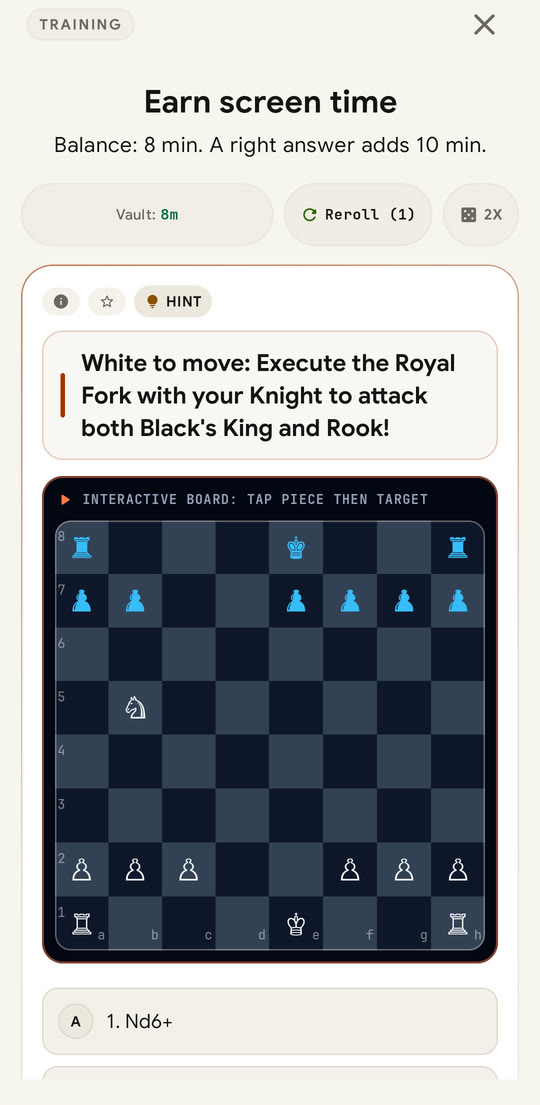 TRAINING
Earn screen time
Balance: 8 min. A right answer adds 10 min.
Vault: 8m
Reroll (1)
2X
HINT
White to move: Execute the Royal
Fork with your Knight to attack
both Black's King and Rook!
INTERACTIVE BOARD: TAP PIECE THEN TARGET
8
7
6
5
4
3
2
1
a b c d e f g h
A 1. Nd6+